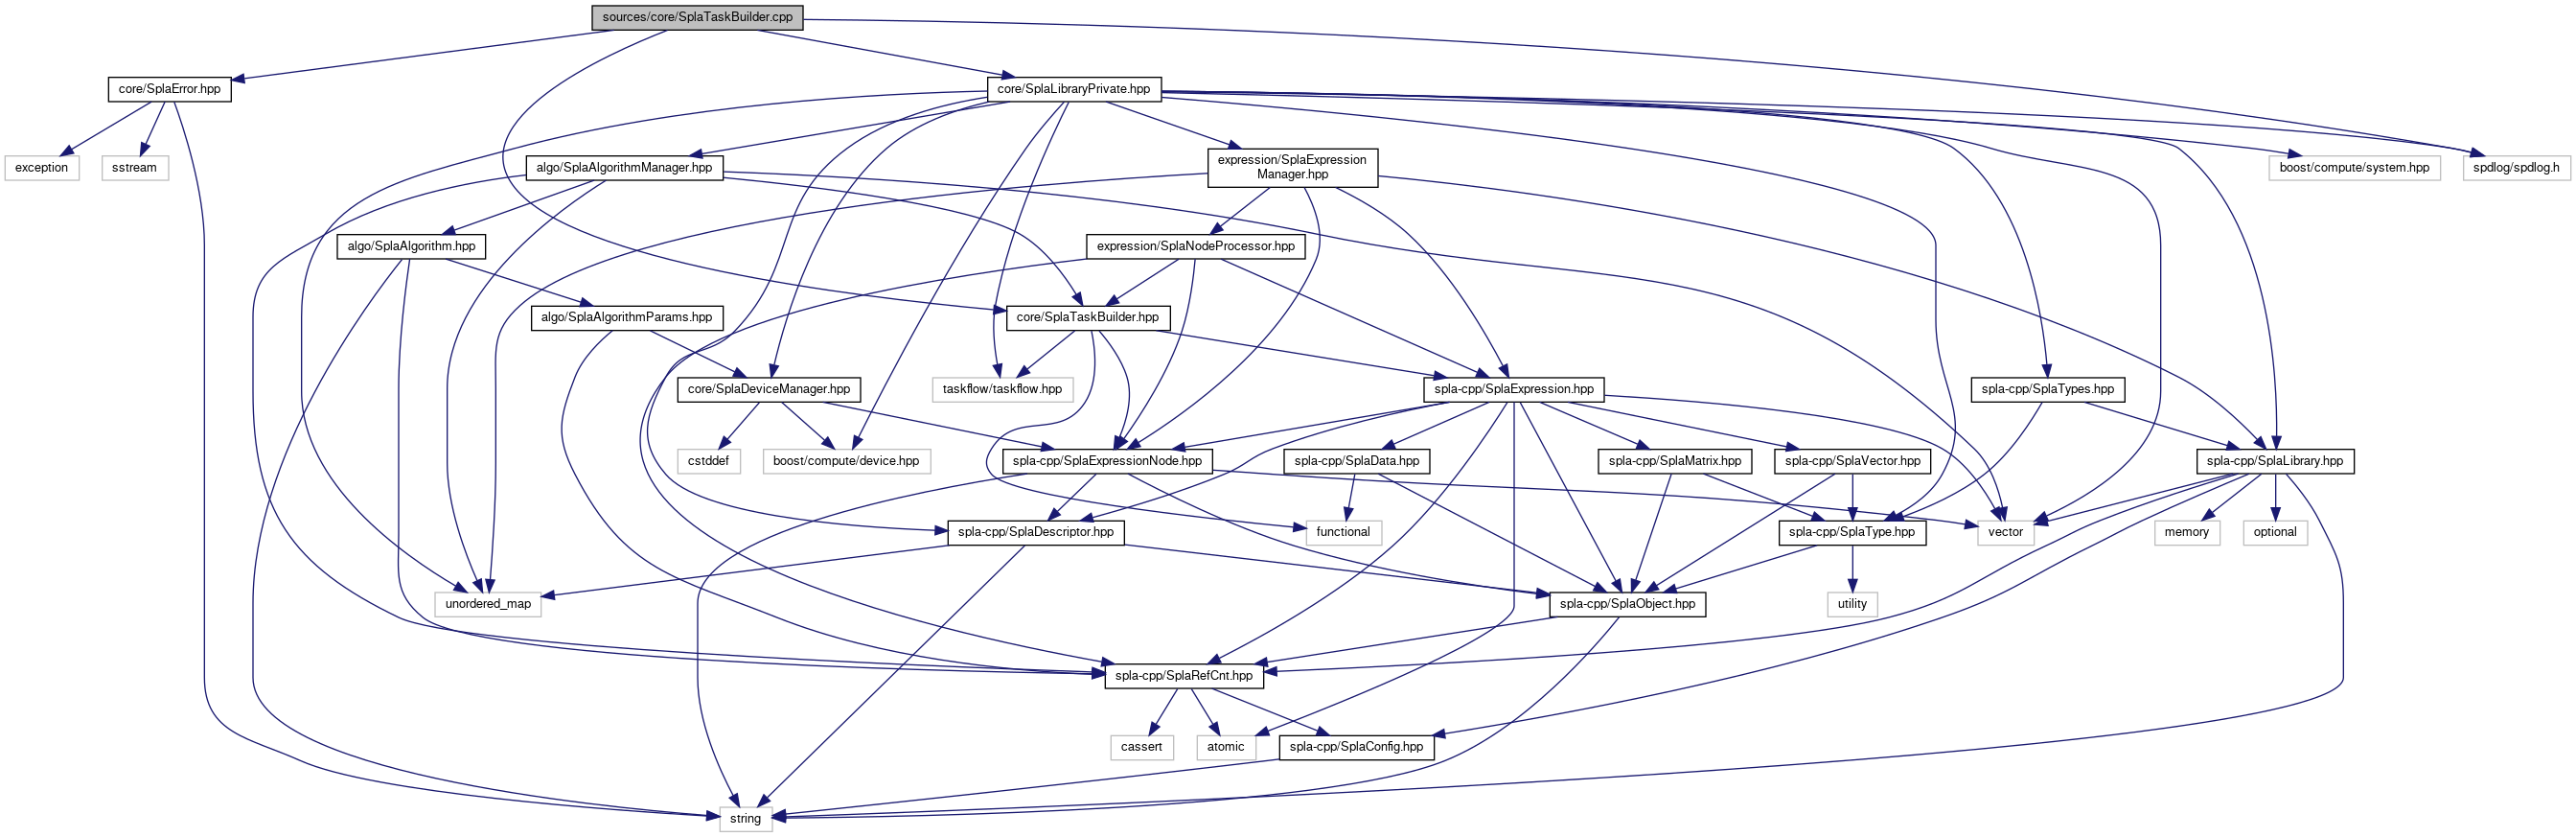 sources/core/SplaTaskBuilder.cpp
core/SplaError.hpp
core/SplaLibraryPrivate.hpp
exception
sstream
algo/SplaAlgorithmManager.hpp
expression/SplaExpression
Manager.hpp
boost/compute/system.hpp
spdlog/spdlog.h
algo/SplaAlgorithm.hpp
expression/SplaNodeProcessor.hpp
algo/SplaAlgorithmParams.hpp
core/SplaTaskBuilder.hpp
core/SplaDeviceManager.hpp
taskflow/taskflow.hpp
spla-cpp/SplaExpression.hpp
spla-cpp/SplaTypes.hpp
cstddef
boost/compute/device.hpp
spla-cpp/SplaExpressionNode.hpp
spla-cpp/SplaData.hpp
spla-cpp/SplaMatrix.hpp
spla-cpp/SplaVector.hpp
spla-cpp/SplaLibrary.hpp
spla-cpp/SplaDescriptor.hpp
functional
spla-cpp/SplaType.hpp
vector
memory
optional
unordered_map
spla-cpp/SplaObject.hpp
utility
spla-cpp/SplaRefCnt.hpp
cassert
atomic
spla-cpp/SplaConfig.hpp
string